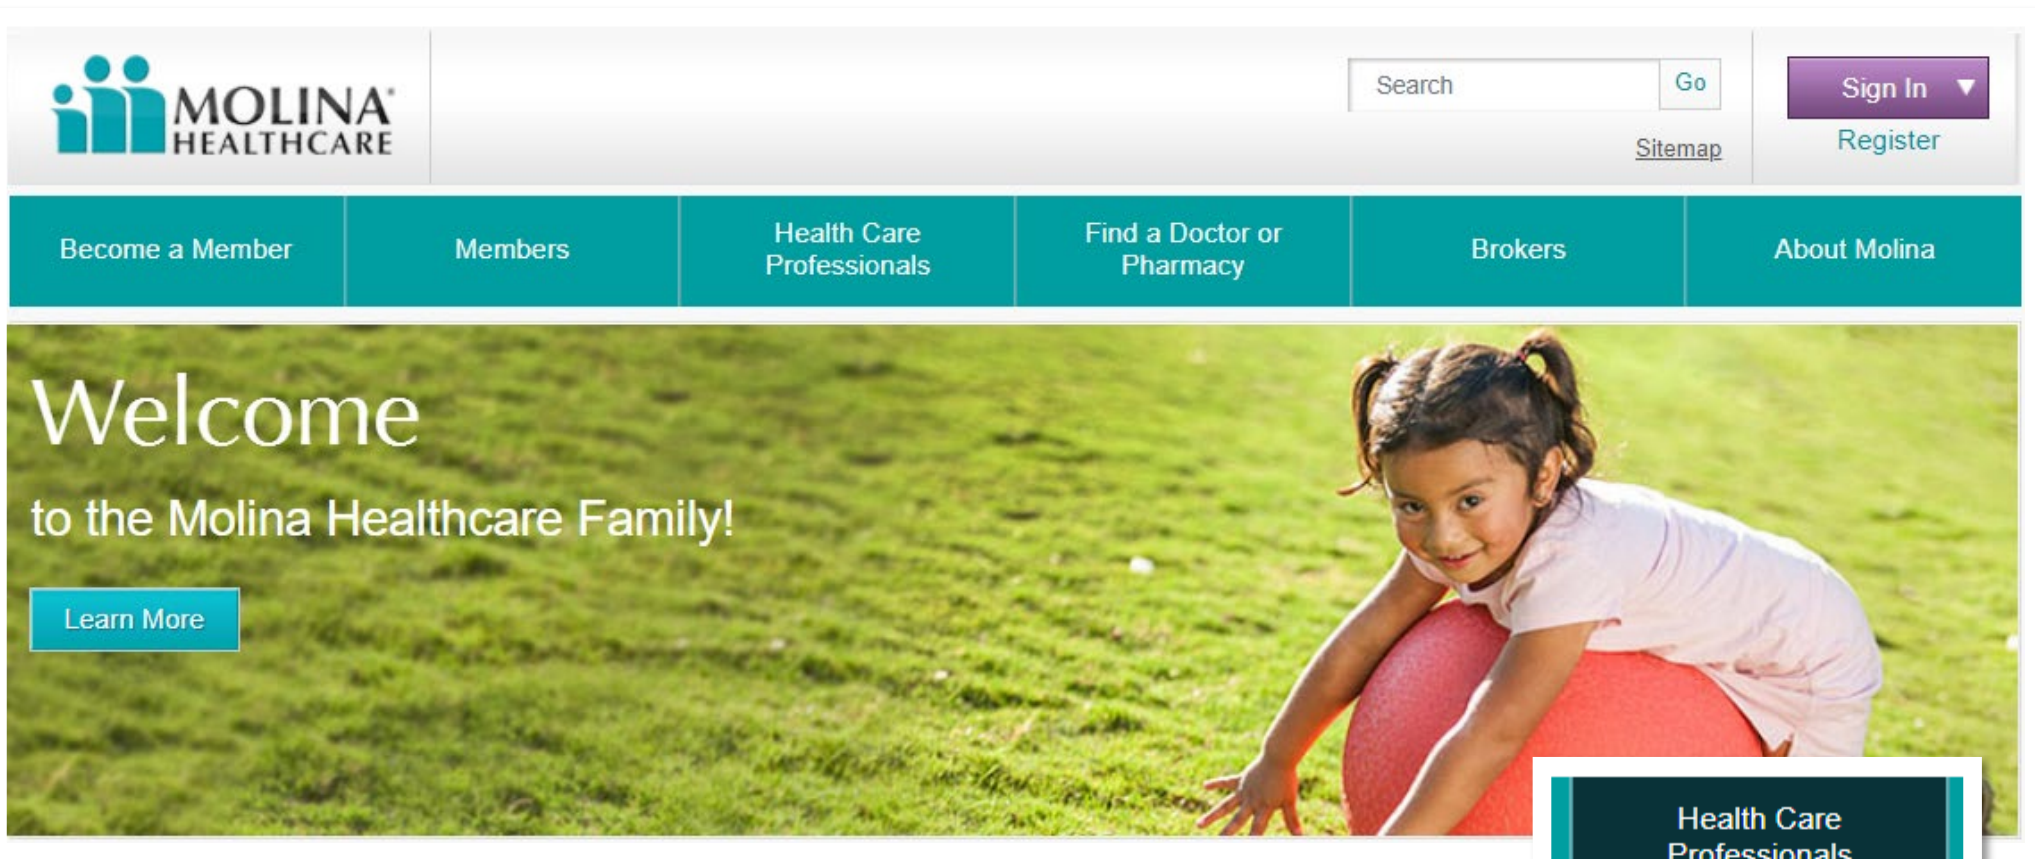 MOLINA®
HEALTHCARE
Search
Go
Sitemap
Sign In ▼
Register
Become a Member
Members
Health Care
Professionals
Find a Doctor or
Pharmacy
Brokers
About Molina
Welcome
to the Molina Healthcare Family!
Learn More
Health Care
Professionals